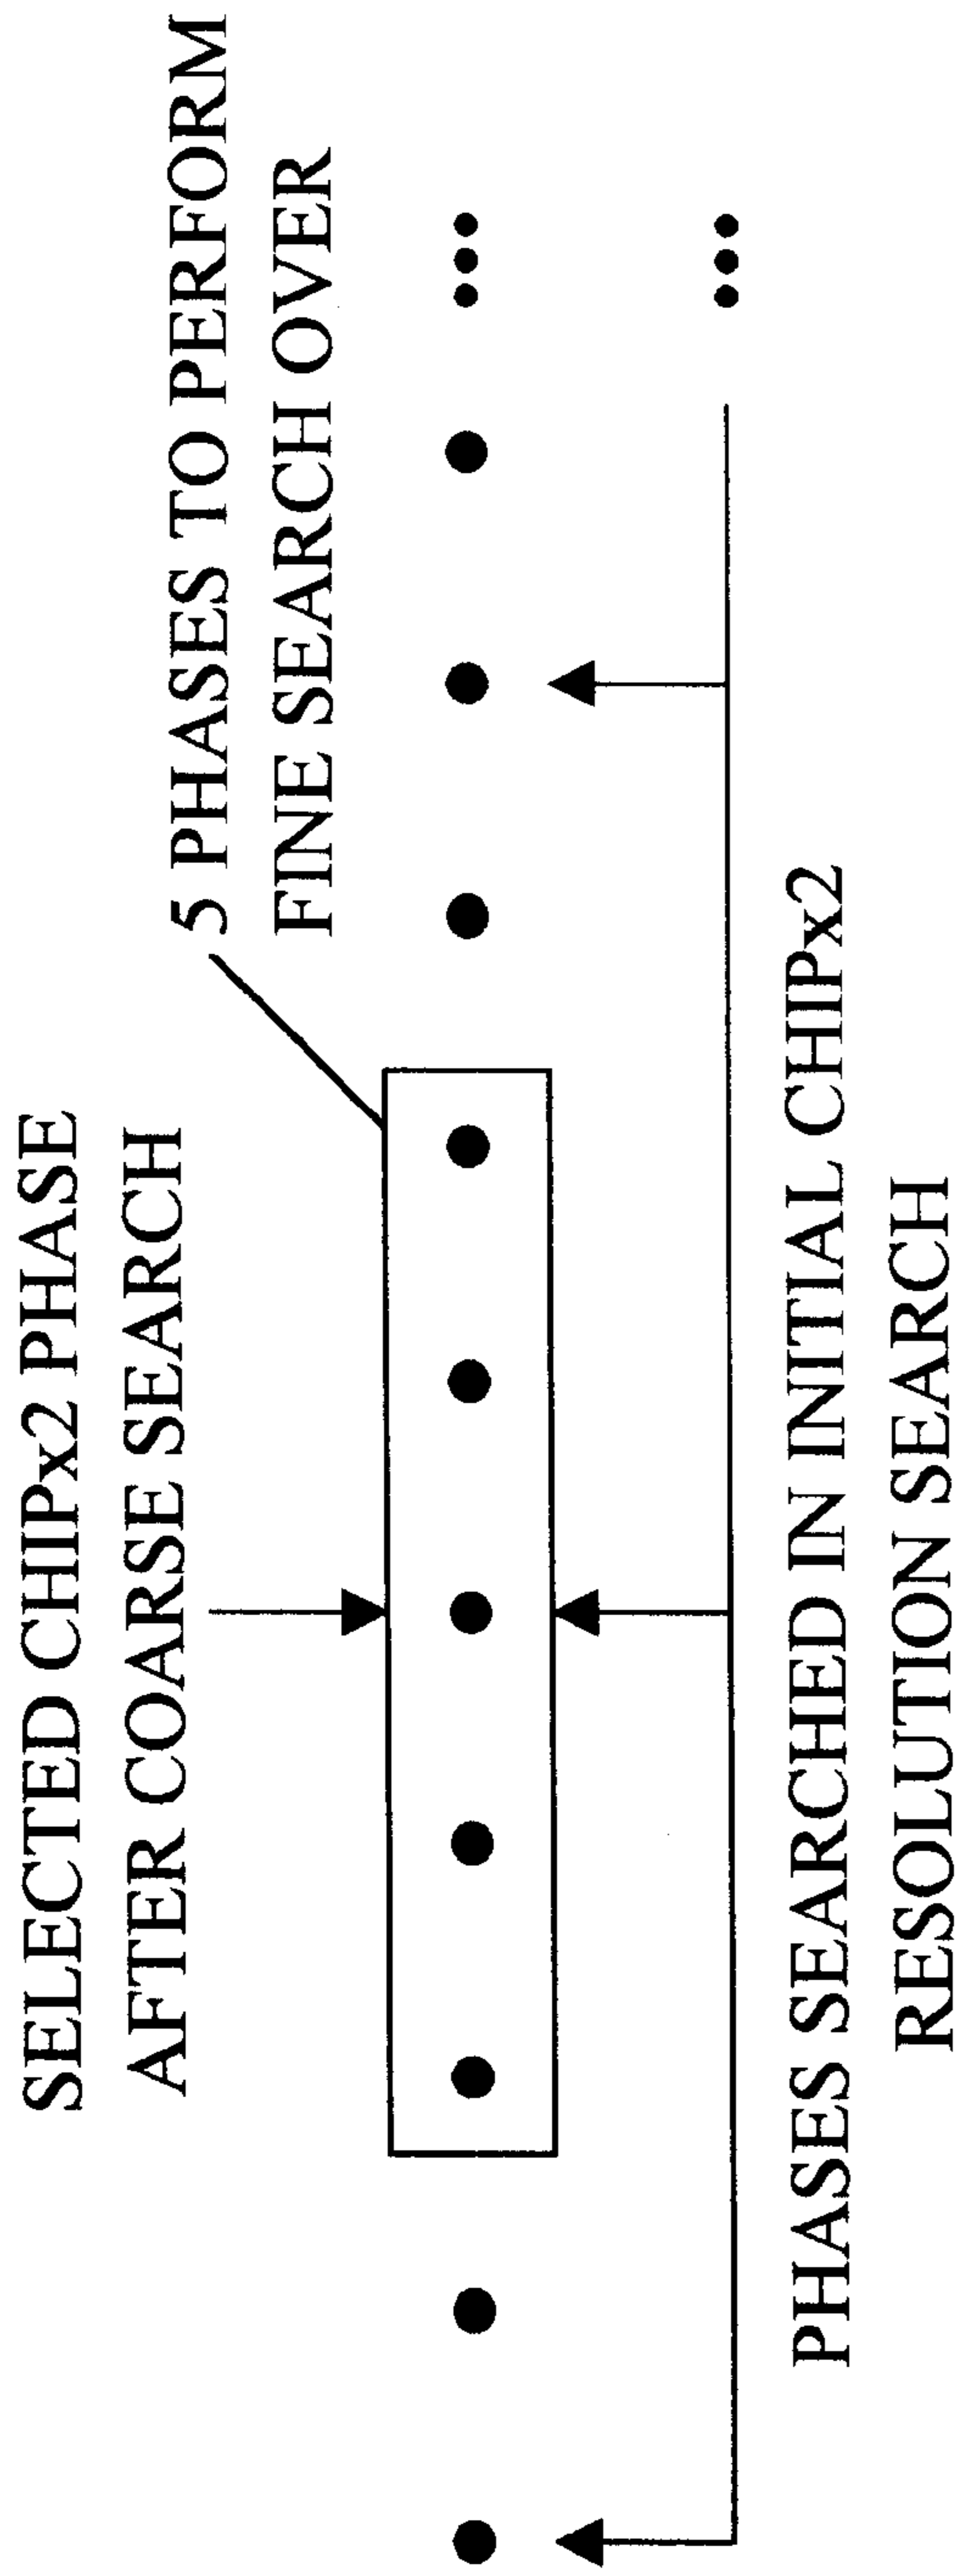 SELECTED CHIPx2 PHASE
AFTER COARSE SEARCH
5 PHASES TO PERFORM
FINE SEARCH OVER
PHASES SEARCHED IN INITIAL CHIPx2
RESOLUTION SEARCH